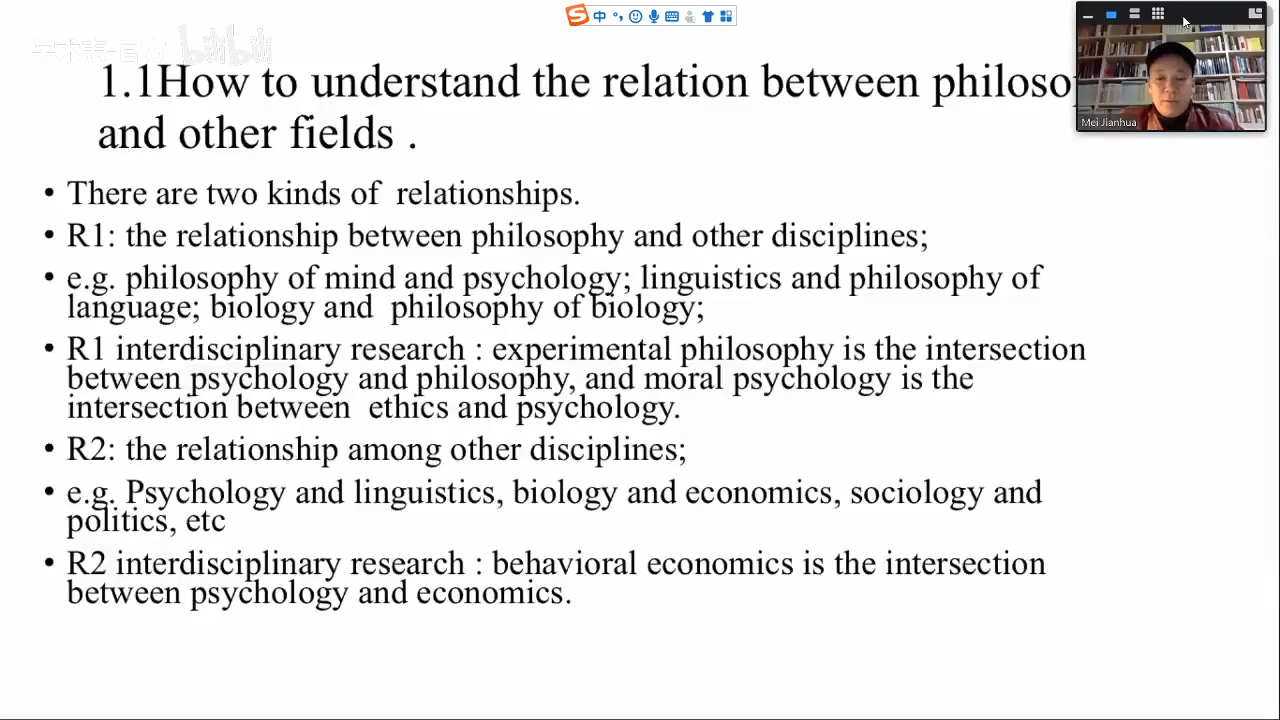 中
bilibili
1.1How to understand the relation between philoso
and other fields .
Mei Jianhua
• There are two kinds of relationships.
• R1: the relationship between philosophy and other disciplines;
• e.g. philosophy of mind and psychology; linguistics and philosophy of
language; biology and philosophy of biology;
• R1 interdisciplinary research : experimental philosophy is the intersection
between psychology and philosophy, and moral psychology is the
intersection between ethics and psychology.
• R2: the relationship among other disciplines;
• e.g. Psychology and linguistics, biology and economics, sociology and
politics, etc
• R2 interdisciplinary research : behavioral economics is the intersection
between psychology and economics.